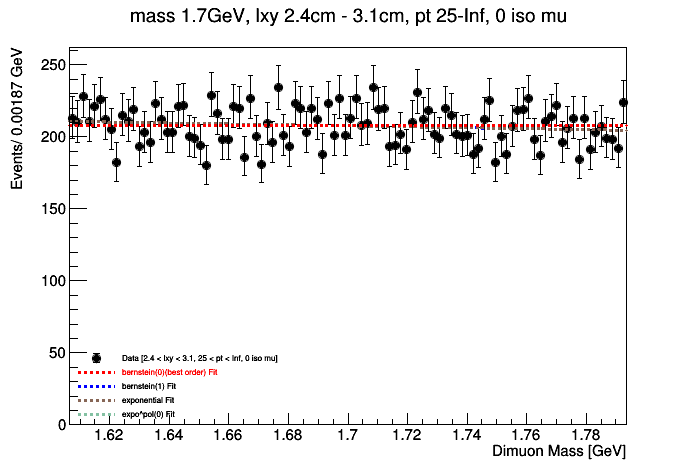 mass 1.7GeV, lxy 2.4cm - 3.1cm, pt 25-Inf, 0 iso mu
Events/ 0.00187 GeV
250
200
150
100
50
0
Data [2.4 < lxy < 3.1, 25 < pt < Inf, 0 iso mu]
bernstein(0)(best order) Fit
bernstein(1) Fit
exponential Fit
expo*pol(0) Fit
1.62 1.64 1.66 1.68 1.7 1.72 1.74 1.76 1.78
Dimuon Mass [GeV]